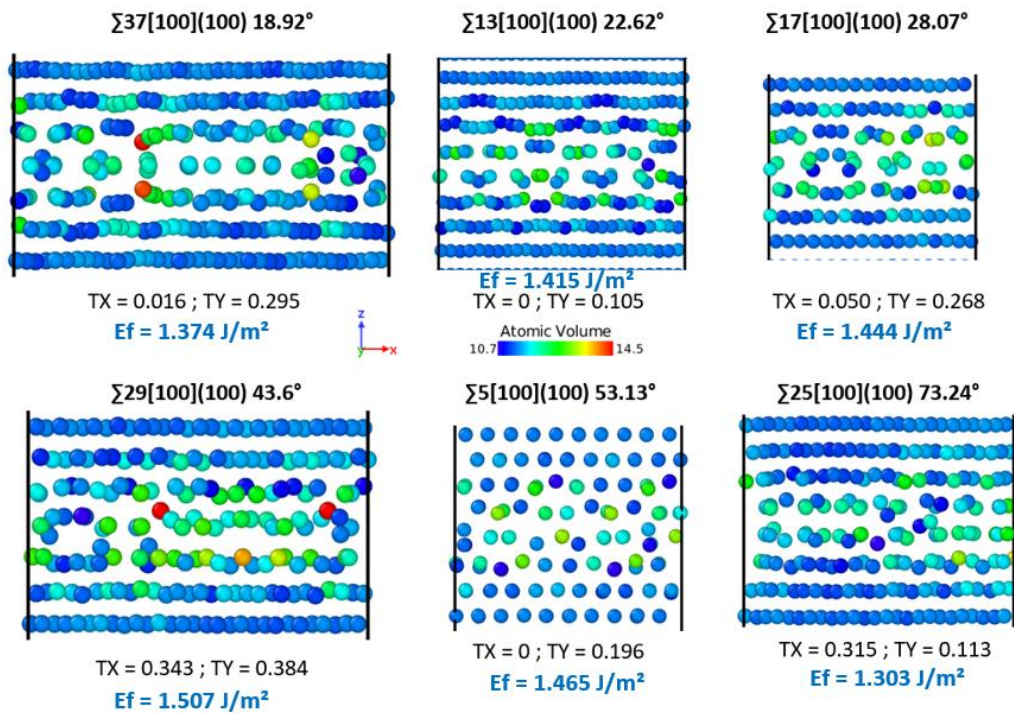 ∑37[100](100) 18.92°
∑13[100](100) 22.62°
∑17[100](100) 28.07°
TX = 0.016 ; TY = 0.295
Ef = 1.374 J/m²
Ef = 1.415 J/m²
TX = 0 ; TY = 0.105
TX = 0.050 ; TY = 0.268
Ef = 1.444 J/m²
z
y
x
Atomic Volume
10.7
14.5
∑29[100](100) 43.6°
∑5[100](100) 53.13°
∑25[100](100) 73.24°
TX = 0.343 ; TY = 0.384
Ef = 1.507 J/m²
TX = 0 ; TY = 0.196
Ef = 1.465 J/m²
TX = 0.315 ; TY = 0.113
Ef = 1.303 J/m²